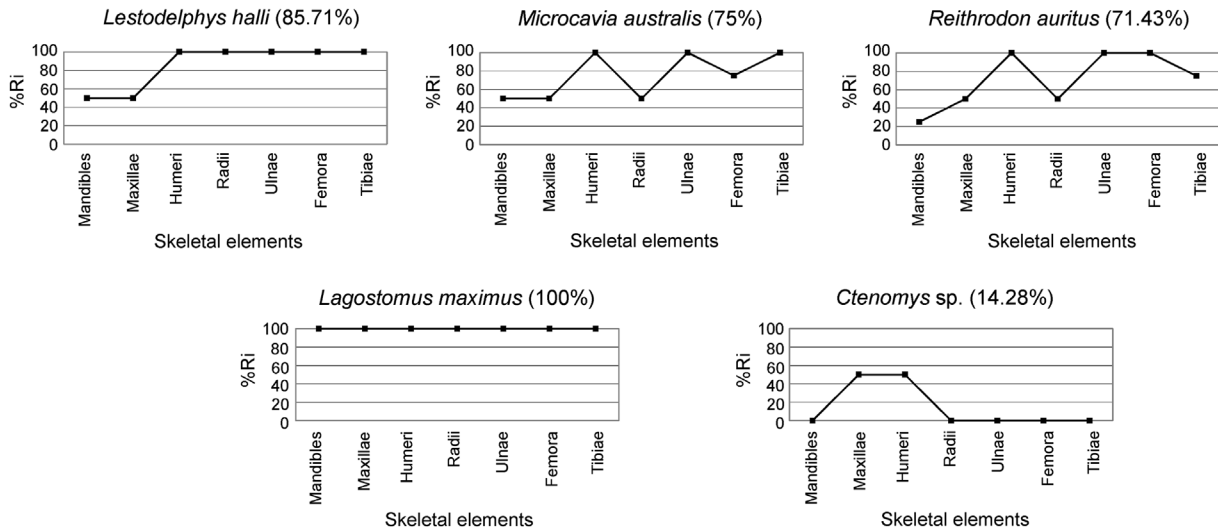 Lestodelphys halli (85.71%)
%Ri
100
80
60
40
20
0
Mandibles
Maxillae
Humeri
Radii
Ulnae
Femora
Tibiae
Skeletal elements
Microcavia australis (75%)
%Ri
100
80
60
40
20
0
Mandibles
Maxillae
Humeri
Radii
Ulnae
Femora
Tibiae
Skeletal elements
Reithrodon auritus (71.43%)
%Ri
100
80
60
40
20
0
Mandibles
Maxillae
Humeri
Radii
Ulnae
Femora
Tibiae
Skeletal elements
Lagostomus maximus (100%)
%Ri
100
80
60
40
20
0
Mandibles
Maxillae
Humeri
Radii
Ulnae
Femora
Tibiae
Skeletal elements
Ctenomys sp. (14.28%)
%Ri
100
80
60
40
20
0
Mandibles
Maxillae
Humeri
Radii
Ulnae
Femora
Tibiae
Skeletal elements